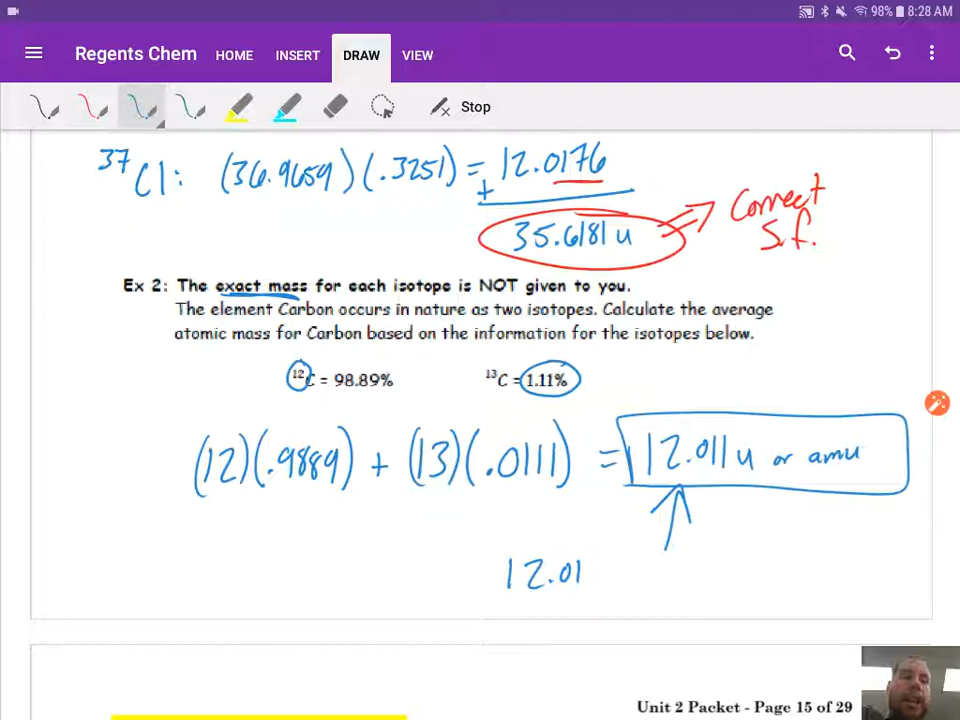 98% 8:28 AM
Regents Chem HOME INSERT DRAW VIEW
Stop
37Cl: (36.9659)(.3251) = 12.0176
+
35.6181 u
Correct
S.f.
Ex 2: The exact mass for each isotope is NOT given to you.
The element Carbon occurs in nature as two isotopes. Calculate the average
atomic mass for Carbon based on the information for the isotopes below.
12C = 98.89% 13C = 1.11%
(12)(.9889) + (13)(.0111) = 12.011 u or amu
12.01
Unit 2 Packet - Page 15 of 29